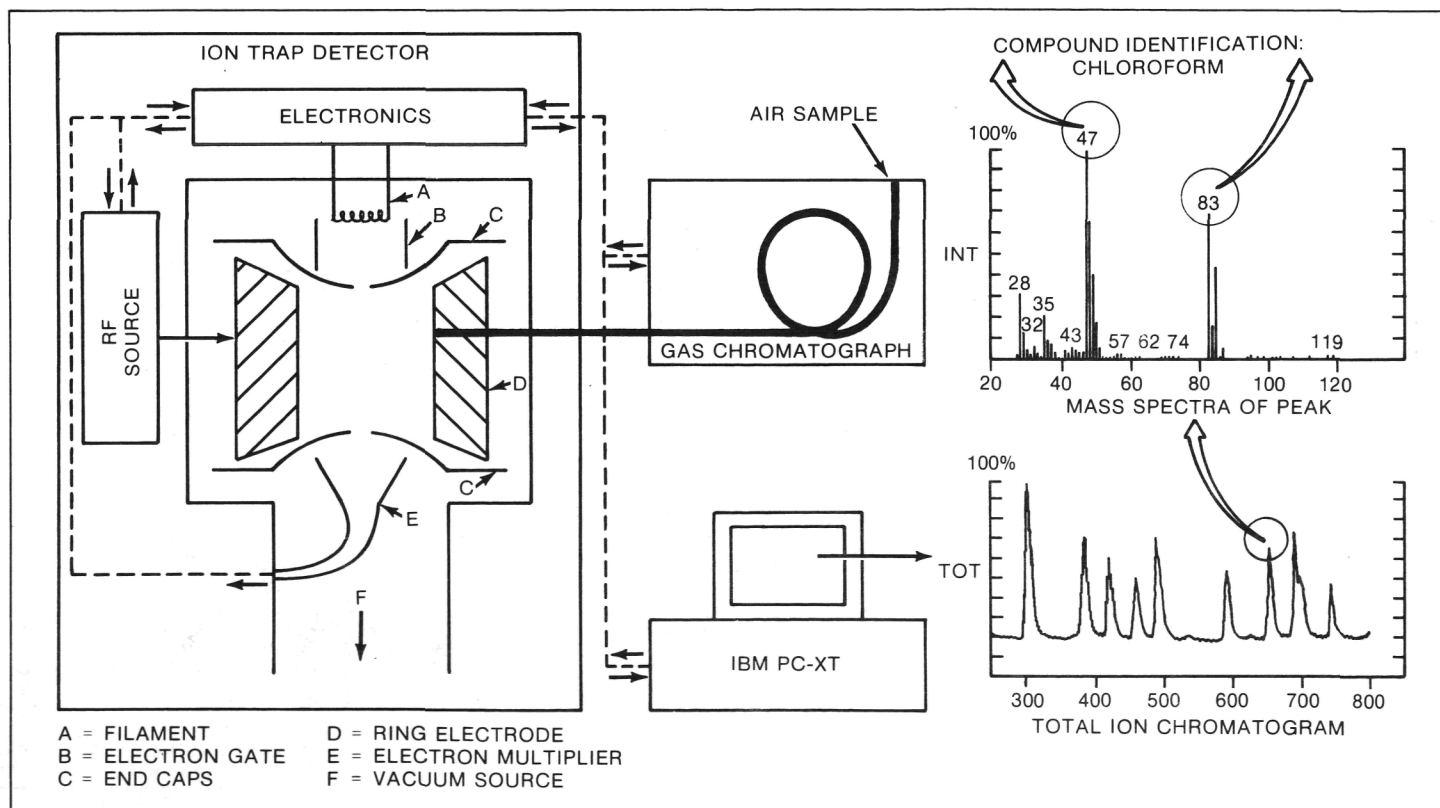 ION TRAP DETECTOR
ELECTRONICS
A
B
C
RF
SOURCE
D
C
E
F
A = FILAMENT
B = ELECTRON GATE
C = END CAPS
D = RING ELECTRODE
E = ELECTRON MULTIPLIER
F = VACUUM SOURCE
AIR SAMPLE
GAS CHROMATOGRAPH
IBM PC-XT
COMPOUND IDENTIFICATION:
CHLOROFORM
100%
47
83
INT
28
32
35
43
57
62
74
119
20 40 60 80 100 120
MASS SPECTRA OF PEAK
100%
TOT
300 400 500 600 700 800
TOTAL ION CHROMATOGRAM